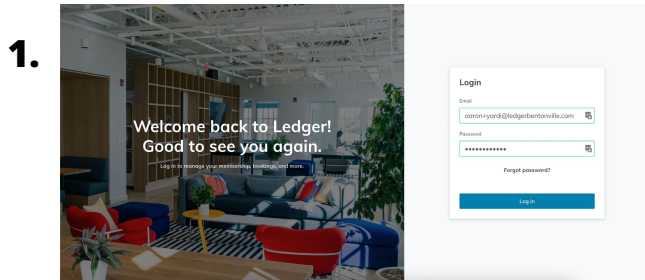 1.
Welcome back to Ledger!
Good to see you again.
Log in to manage your membership, bookings, and more.
Login
Email
aaron+yardi@ledgerbentonville.com
Password
••••••••••••
Forgot password?
Log in